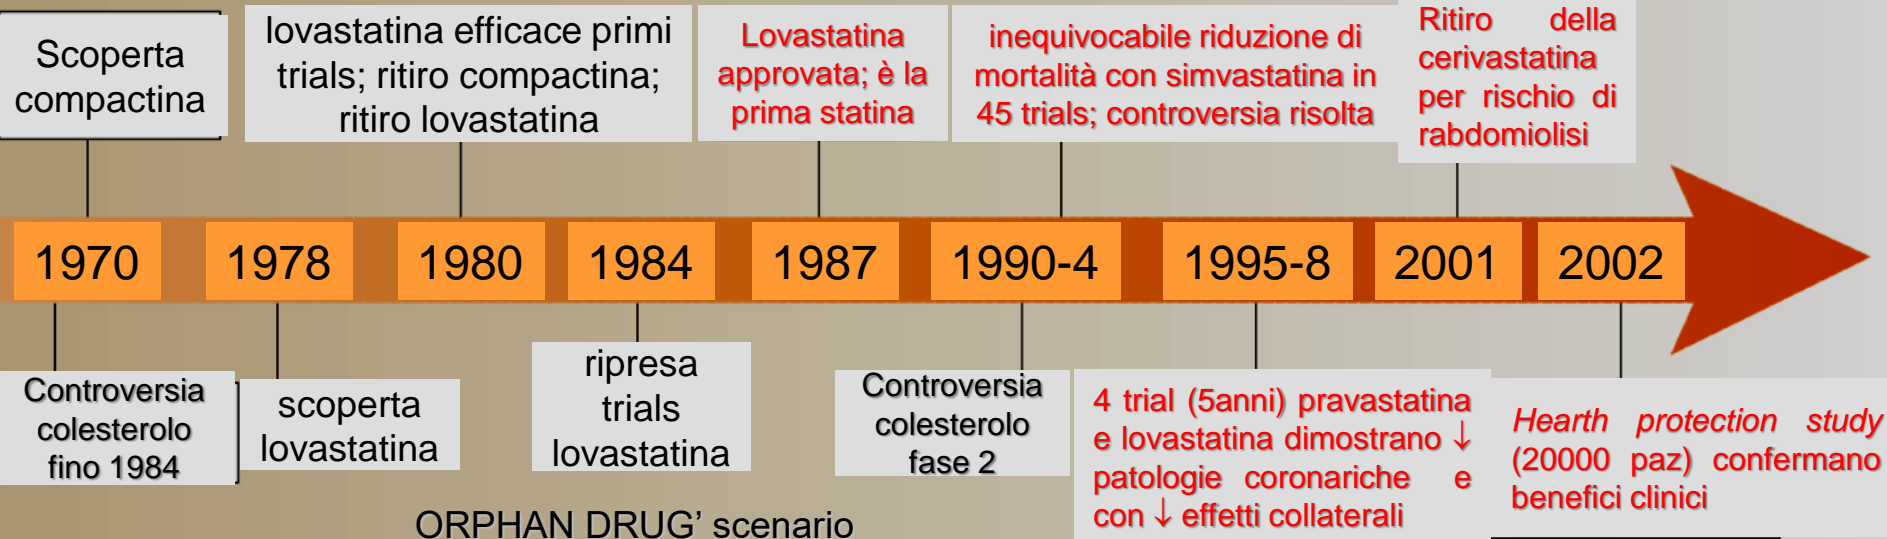 Scoperta
compactina
lovastatina efficace primi
trials; ritiro compactina;
ritiro lovastatina
Lovastatina
approvata; è la
prima statina
inequivocabile riduzione di
mortalità con simvastatina in
45 trials; controversia risolta
Ritiro della
cerivastatina
per rischio di
rabdomiolisi
1970
1978
1980
1984
1987
1990-4
1995-8
2001
2002
Controversia
colesterolo
fino 1984
scoperta
lovastatina
ripresa
trials
lovastatina
Controversia
colesterolo
fase 2
4 trial (5anni) pravastatina
e lovastatina dimostrano ↓
patologie coronariche e
con ↓ effetti collaterali
Hearth protection study
(20000 paz) confermano
benefici clinici
ORPHAN DRUG' scenario